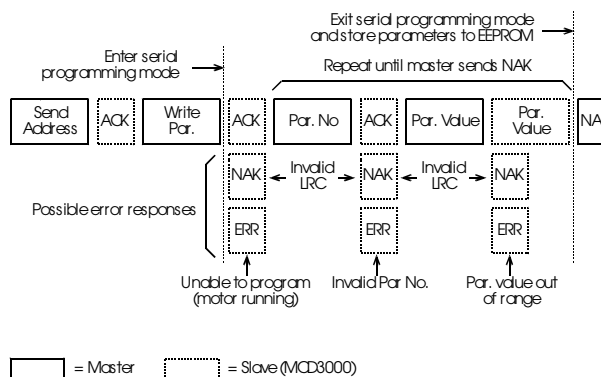 Exit serial programming mode
and store parameters to EEPROM
Enter serial
programming mode
Repeat until master sends NAK
Send
Address
ACK
Write
Par.
ACK
Par. No
ACK
Par. Value
Par.
Value
NAK
Invalid
LRC
NAK
Invalid
LRC
NAK
Possible error responses
ERR
ERR
ERR
Unable to program
(motor running)
Invalid Par No.
Par. value out
of range
= Master
= Slave (MCD3000)